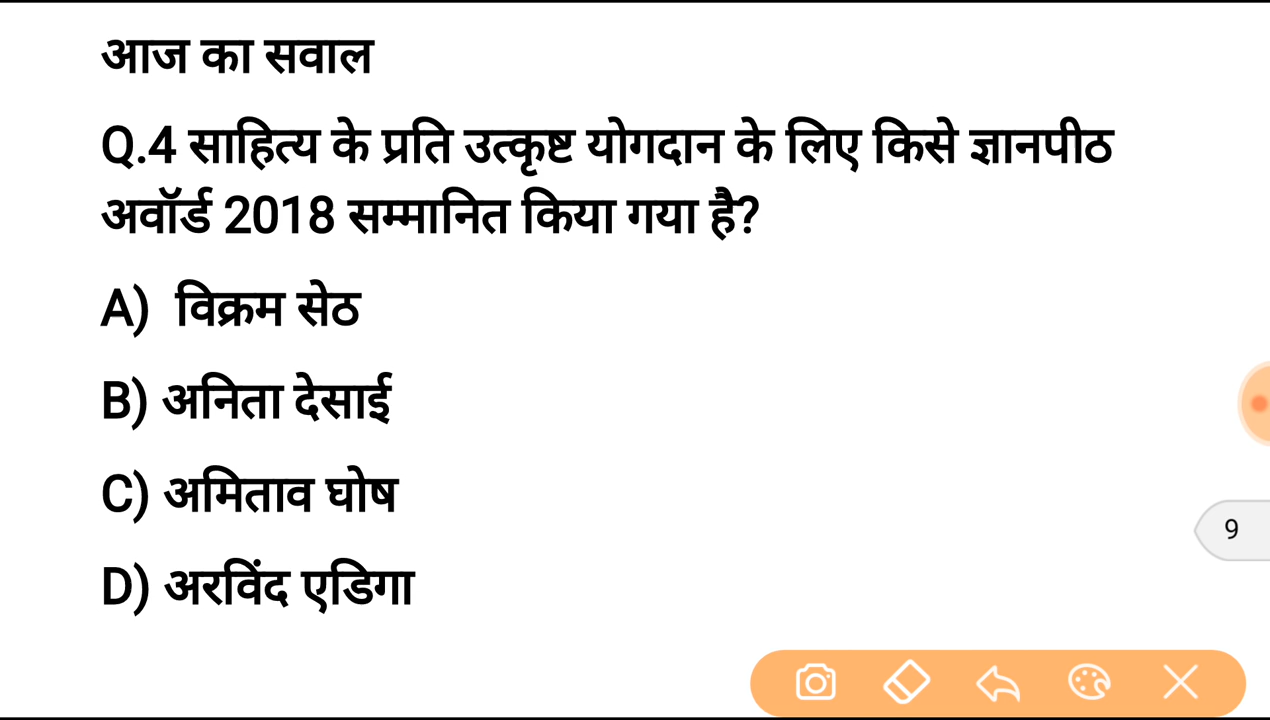 आज का सवाल
Q.4 साहित्य के प्रति उत्कृष्ट योगदान के लिए किसे ज्ञानपीठ
अवॉर्ड 2018 सम्मानित किया गया है?
A) विक्रम सेठ
B) अनिता देसाई
C) अमिताव घोष
9
D) अरविंद एडिगा